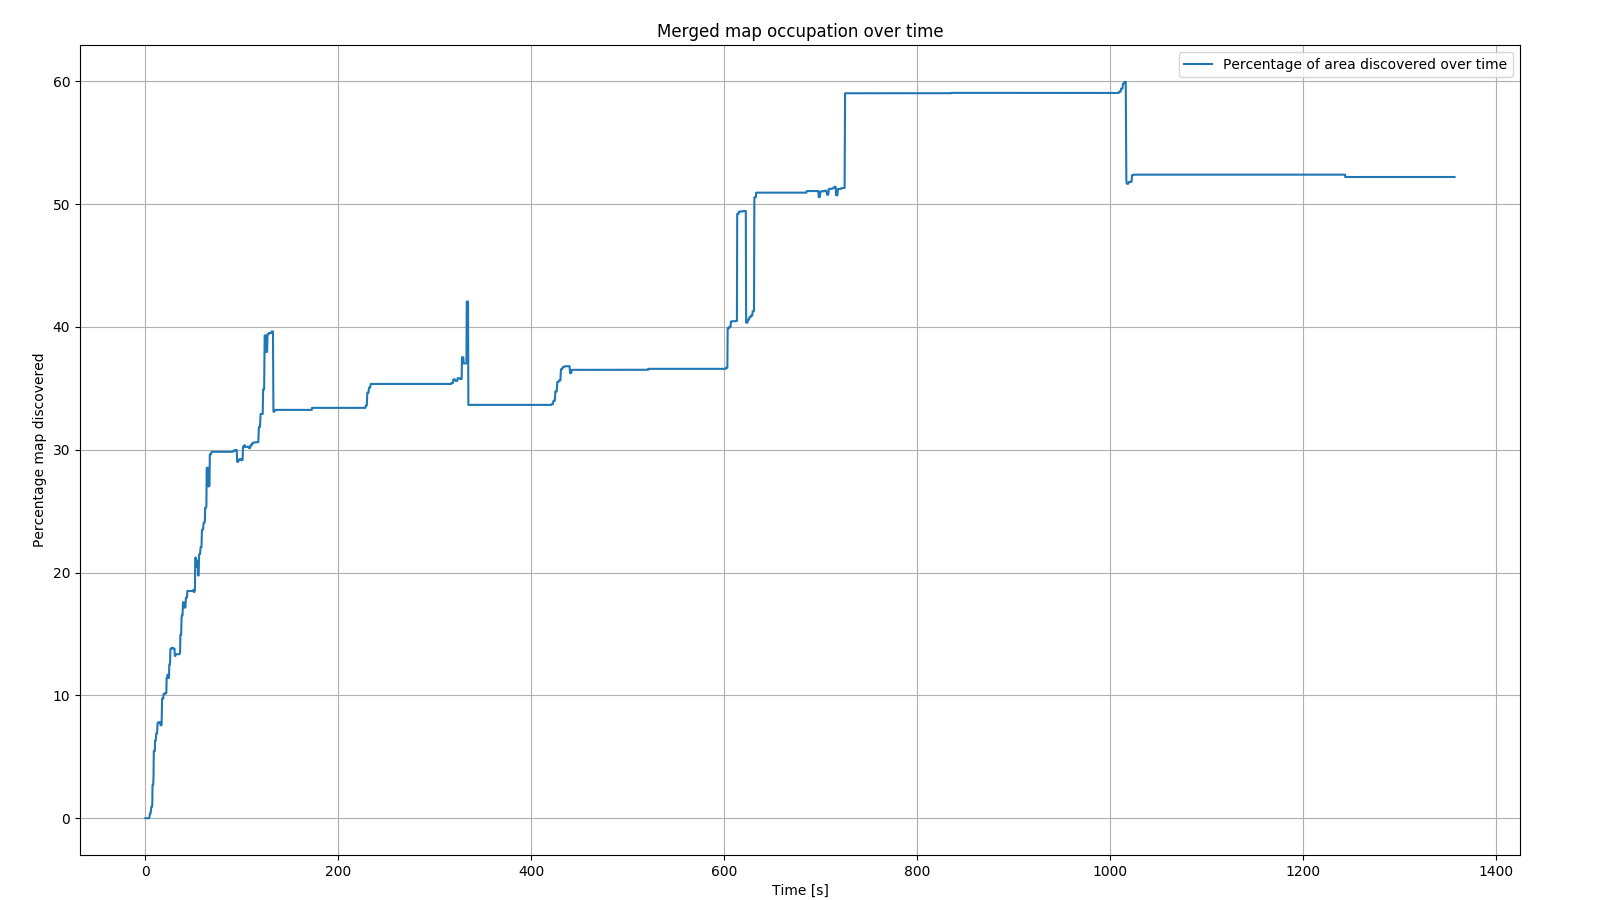 Merged map occupation over time
Percentage of area discovered over time
Percentage map discovered
60
50
40
30
20
10
0
0 200 400 600 800 1000 1200 1400
Time [s]